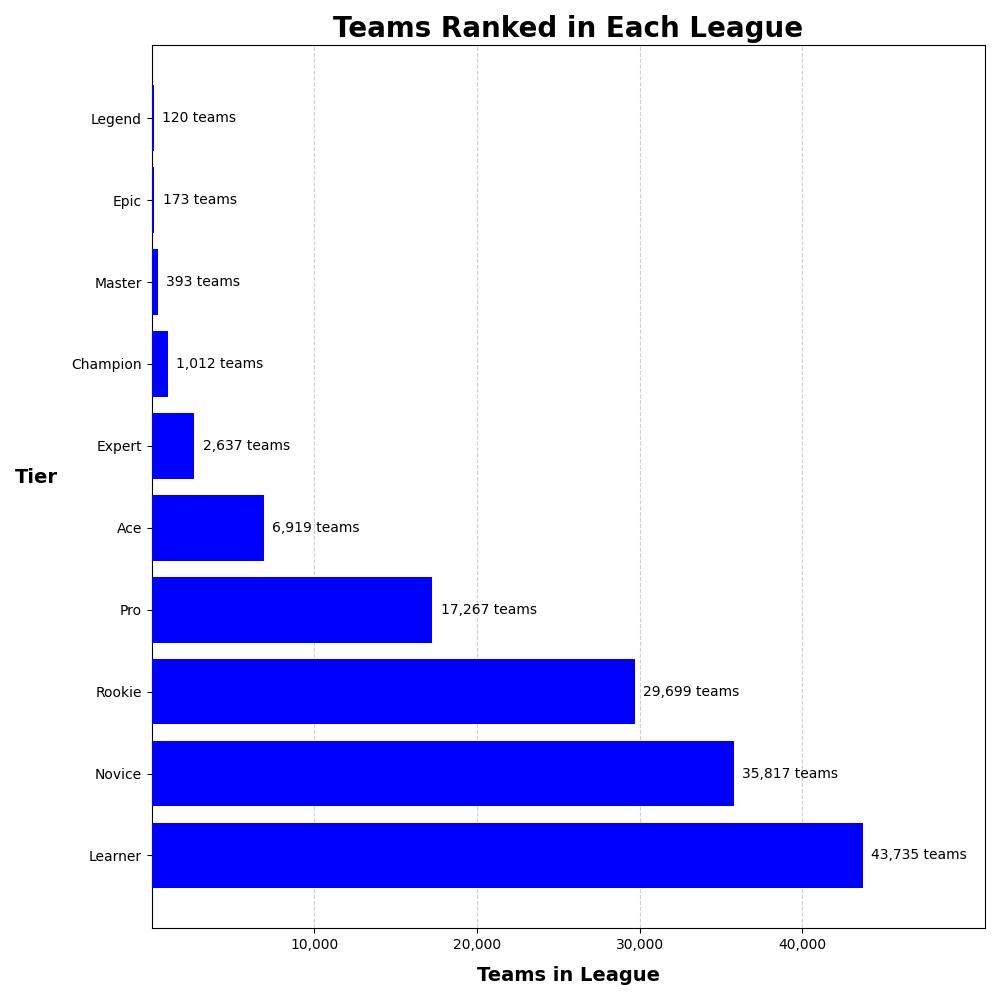 Teams Ranked in Each League
Legend 120 teams
Epic 173 teams
Master 393 teams
Champion 1,012 teams
Expert 2,637 teams
Tier
Ace 6,919 teams
Pro 17,267 teams
Rookie 29,699 teams
Novice 35,817 teams
Learner 43,735 teams
10,000 20,000 30,000 40,000
Teams in League